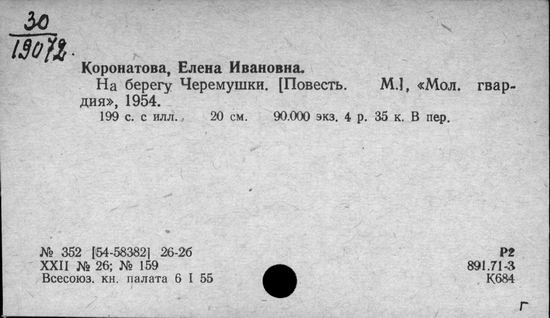 30
19072.
Коронатова, Елена Ивановна.
На берегу Черемушки. [Повесть. М.], «Мол. гвар-
дия», 1954.
199 с. с илл. 20 см. 90.000 экз. 4 р. 35 к. В пер.
№ 352 [54-58382] 26-2б Р2
XXII № 26; № 159 891.71-3
Всесоюз. кн. палата 6 I 55 К684
г